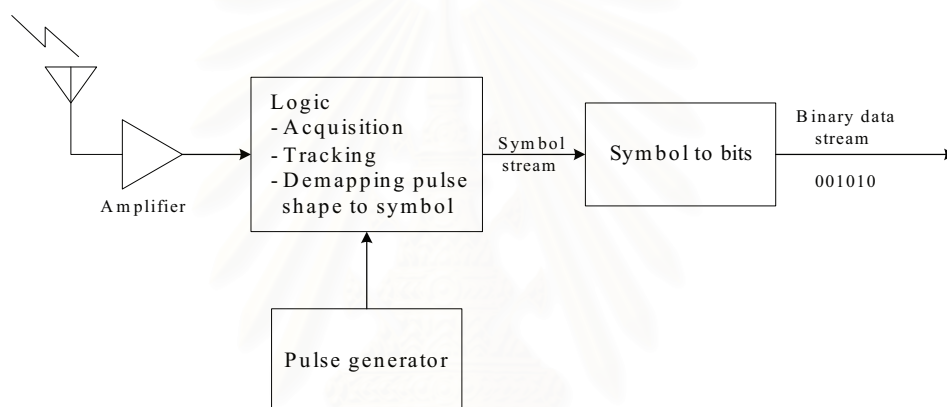 Logic
- Acquisition
- Tracking
- Demapping pulse
shape to symbol
Amplifier
Symbol
stream
Symbol to bits
Binary data
stream
001010
Pulse generator